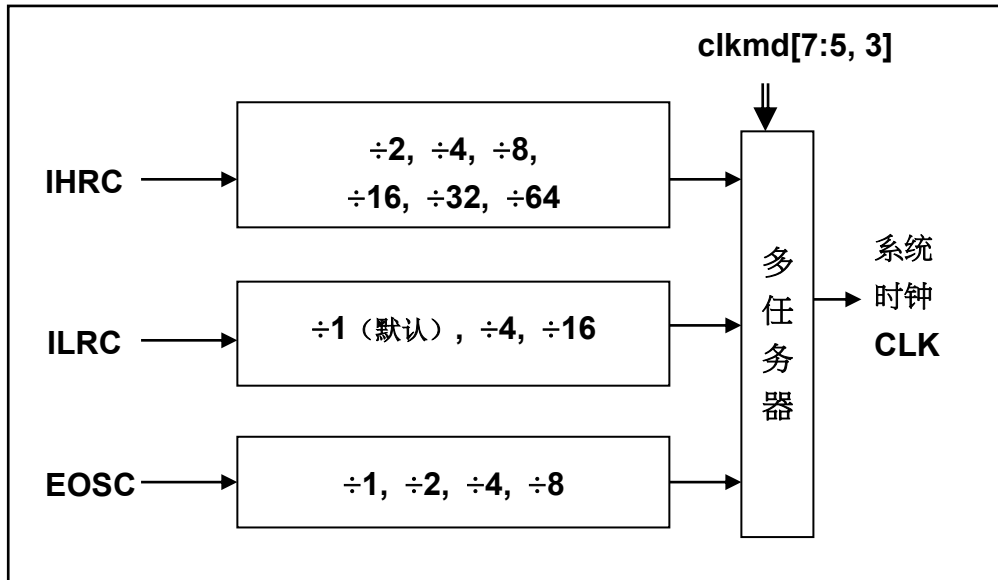 clkmd[7:5, 3]
IHRC
÷2, ÷4, ÷8,
÷16, ÷32, ÷64
ILRC
÷1（默认）, ÷4, ÷16
EOSC
÷1, ÷2, ÷4, ÷8
多
任
务
器
系统
时钟
CLK